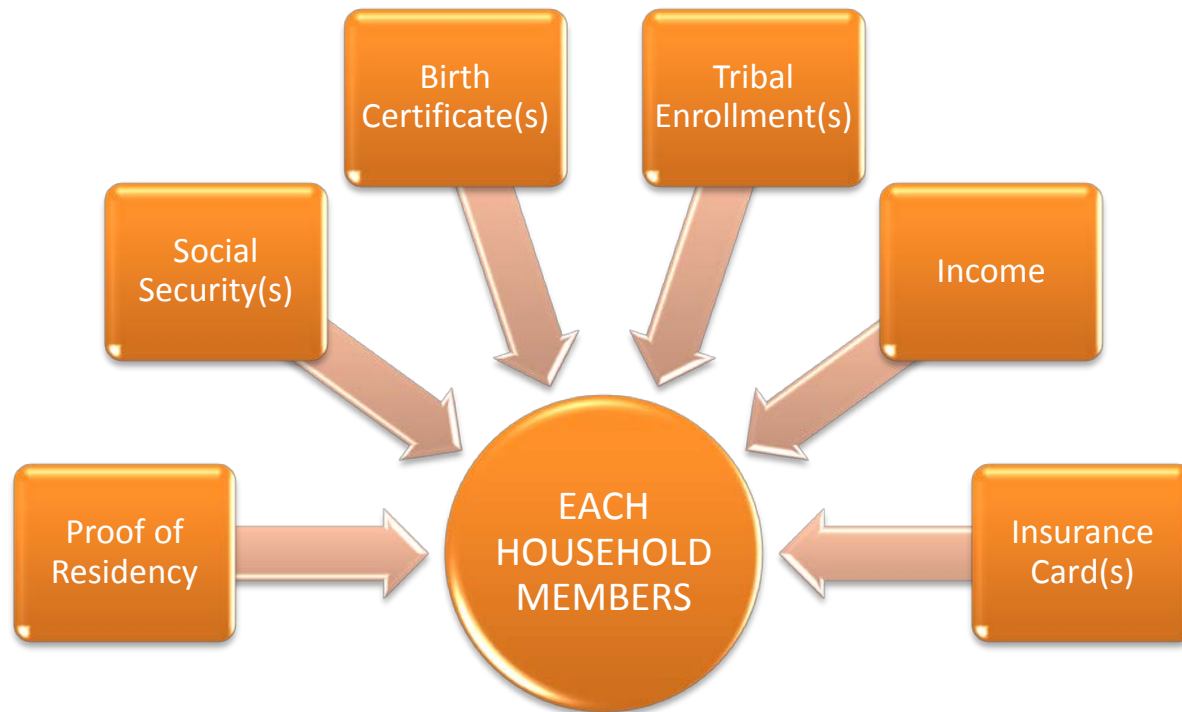 Birth
Certificate(s)
Tribal
Enrollment(s)
Social
Security(s)
Income
Proof of
Residency
EACH
HOUSEHOLD
MEMBERS
Insurance
Card(s)